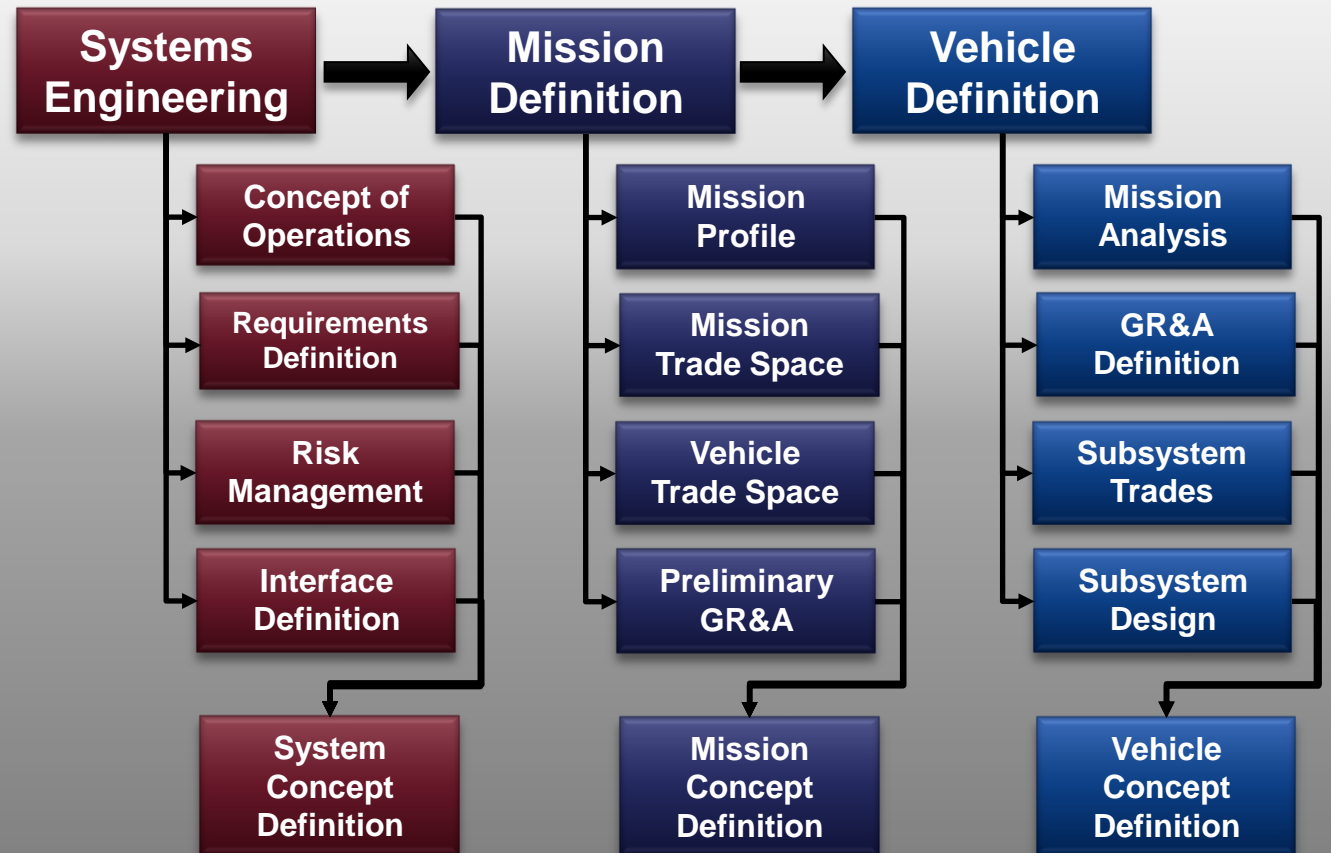 Systems
Engineering
Mission
Definition
Vehicle
Definition
Concept of
Operations
Requirements
Definition
Risk
Management
Interface
Definition
System
Concept
Definition
Mission
Profile
Mission
Trade Space
Vehicle
Trade Space
Preliminary
GR&A
Mission
Concept
Definition
Mission
Analysis
GR&A
Definition
Subsystem
Trades
Subsystem
Design
Vehicle
Concept
Definition